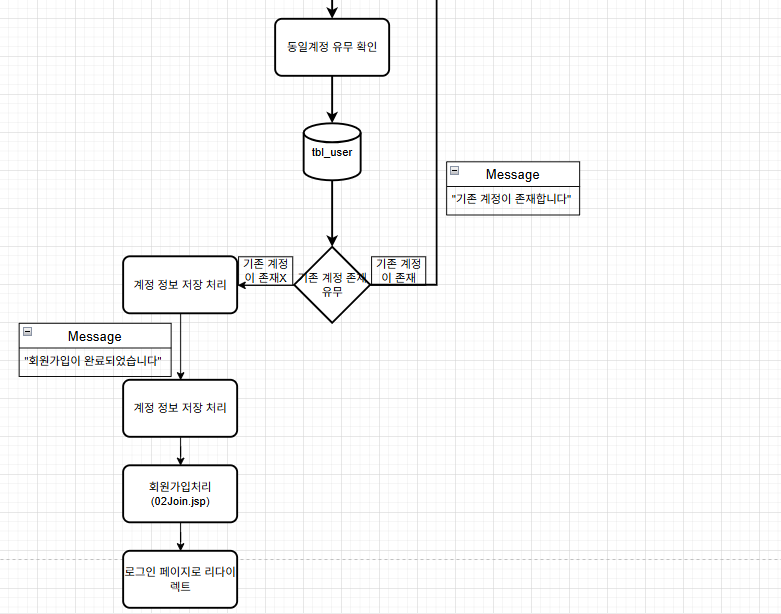 동일계정 유무 확인
tbl_user
Message
"기존 계정이 존재합니다"
기존 계정
이 존재X
기존 계정 존재
유무
기존 계정
이 존재
계정 정보 저장 처리
Message
"회원가입이 완료되었습니다"
계정 정보 저장 처리
회원가입처리
(02Join.jsp)
로그인 페이지로 리다이
렉트